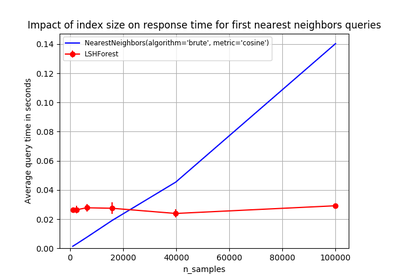 Impact of index size on response time for first nearest neighbors queries
NearestNeighbors(algorithm='brute', metric='cosine')
LSHForest
Average query time in seconds
0.14
0.12
0.10
0.08
0.06
0.04
0.02
0.00
0 20000 40000 60000 80000 100000
n_samples